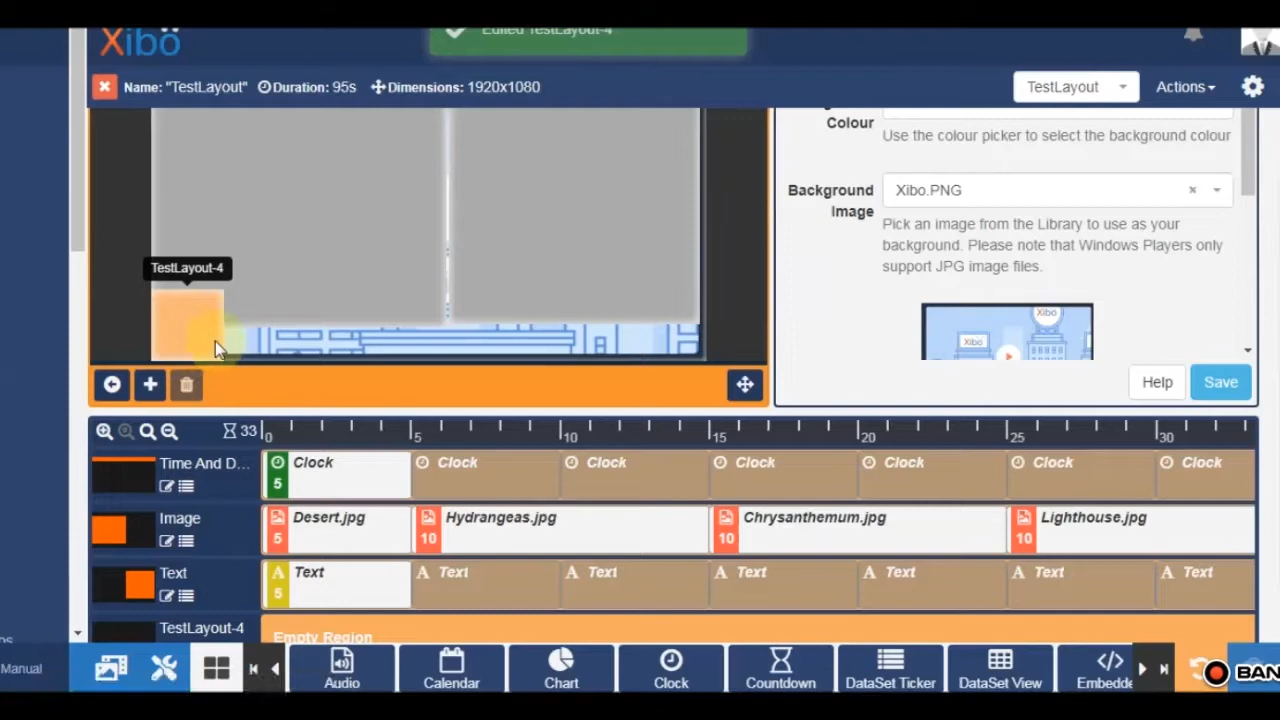 Xibo
Edited TestLayout-4
Name: "TestLayout" Duration: 95s Dimensions: 1920x1080
TestLayout
Actions
Colour
Use the colour picker to select the background colour
Background Image
Xibo.PNG
Pick an image from the Library to use as your
background. Please note that Windows Players only
support JPG image files.
Xibo
Xibo
TestLayout-4
Help
Save
33
0 5 10 15 20 25 30
Time And D...
5 Clock Clock Clock Clock Clock Clock Clock
Image
5 Desert.jpg 10 Hydrangeas.jpg 10 Chrysanthemum.jpg 10 Lighthouse.jpg
Text
5 Text Text Text Text Text Text Text
TestLayout-4
Empty Region
Manual
Audio
Calendar
Chart
Clock
Countdown
DataSet Ticker
DataSet View
Embedde
BAN